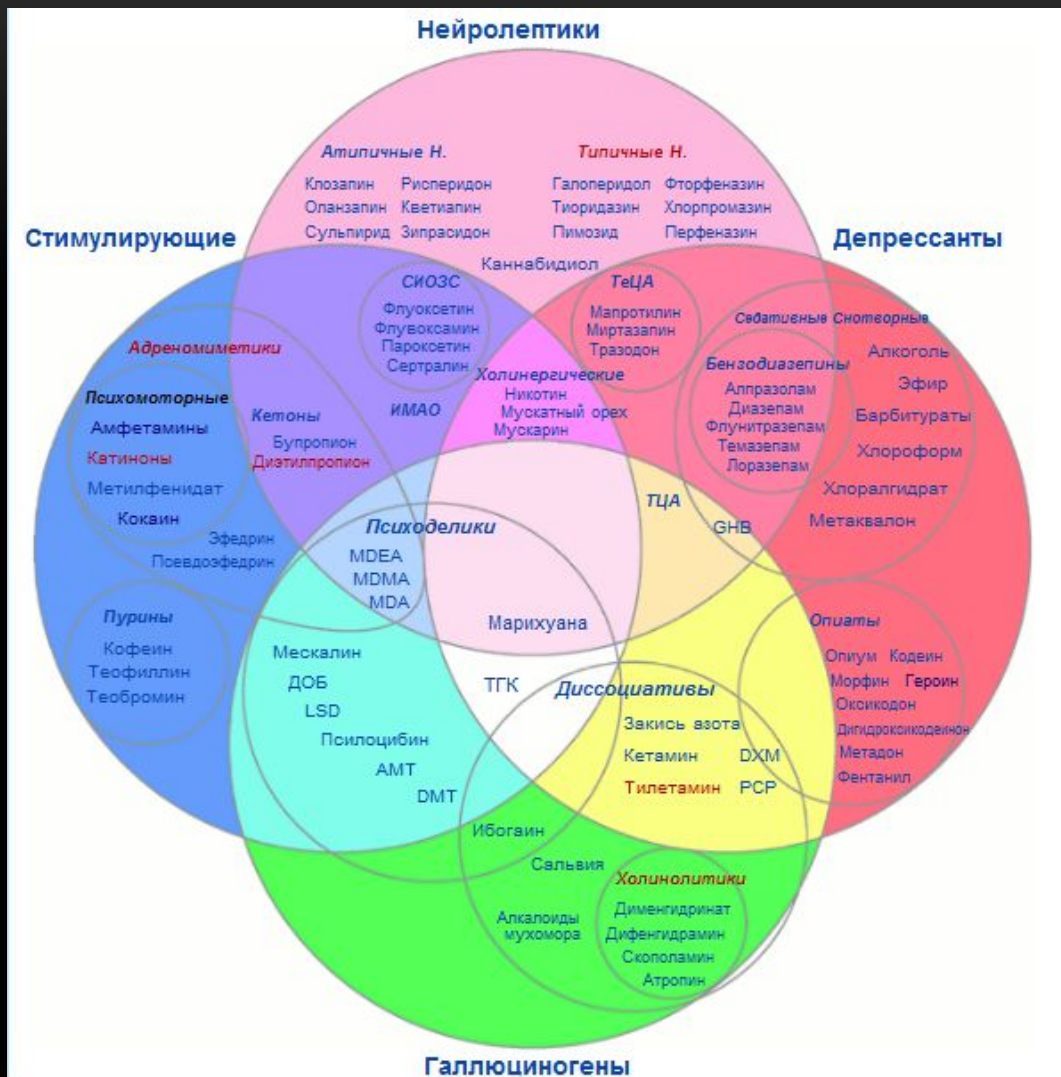 Нейролептики
Атипичные Н.
Типичные Н.
Клозапин Рисперидон
Галоперидол Фторфеназин
Оланзапин Кветиапин
Тиоридазин Хлорпромазин
Сульпирид Зипрасидон
Пимозид Перфеназин
Стимулирующие
Депрессанты
Каннабидиол
СИОЗС
Флуоксетин
Флувоксамин
Пароксетин
Сертралин
ТеЦА
Мапротилин
Миртазапин
Тразодон
Седативные Снотворные
Алкоголь
Эфир
Барбитураты
Хлороформ
Хлоралгидрат
Метаквалон
Бензодиазепины
Алпразолам
Диазепам
Флунитразепам
Темазепам
Лоразепам
Адреномиметики
Психомоторные
Амфетамины
Катиноны
Метилфенидат
Кокаин
Эфедрин
Псевдоэфедрин
Кетоны
Бупропион
Диэтилпропион
ИМАО
Холинергические
Никотин
Мускатный орех
Мускарин
ТЦА
GHB
Психоделики
MDEA
MDMA
MDA
Марихуана
Пурины
Кофеин
Теофиллин
Теобромин
Мескалин
ДОБ
LSD
Псилоцибин
AMT
DMT
ТГК
Диссоциативы
Закись азота
Кетамин DXM
Тилетамин PCP
Опиаты
Опиум Кодеин
Морфин Героин
Оксикодон
Дигидроксикодеинон
Метадон
Фентанил
Ибогаин
Сальвия
Алкалоиды
мухомора
Холинолитики
Дименгидринат
Дифенгидрамин
Скополамин
Атропин
Галлюциногены